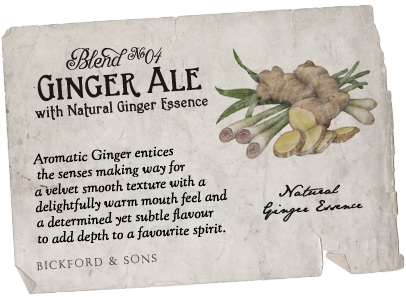 Blend No04
GINGER ALE
with Natural Ginger Essence
Aromatic Ginger entices
the senses making way for
a velvet smooth texture with a
delightfully warm mouth feel and
a determined yet subtle flavour
to add depth to a favourite spirit.
Natural
Ginger Essence
BICKFORD & SONS